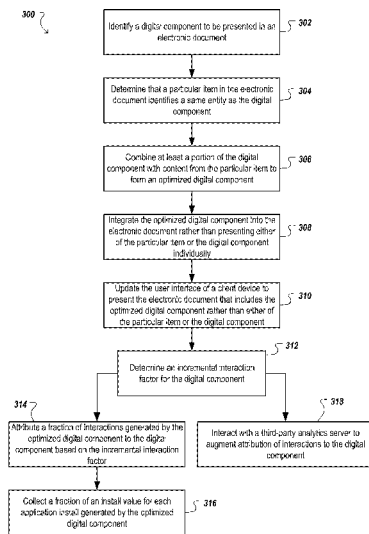 300
Identify a digital component to be presented in an
electronic document
302
Determine that a particular item in the electronic
document identifies a same entity as the digital
component
304
Combine at least a portion of the digital
component with content from the particular item to
form an optimized digital component
306
Integrate the optimized digital component into the
electronic document rather than presenting either
of the particular item or the digital component
individually
308
Update the user interface of a client device to
present the electronic document that includes the
optimized digital component rather than either of
the particular item or the digital component
310
312
Determine an incremental interaction
factor for the digital component
314
Attribute a fraction of interactions generated by the
optimized digital component to the digital
component based on the incremental interaction
factor
318
Interact with a third-party analytics server to
augment attribution of interactions to the digital
component
Collect a fraction of an install value for each
application install generated by the optimized
digital component
316